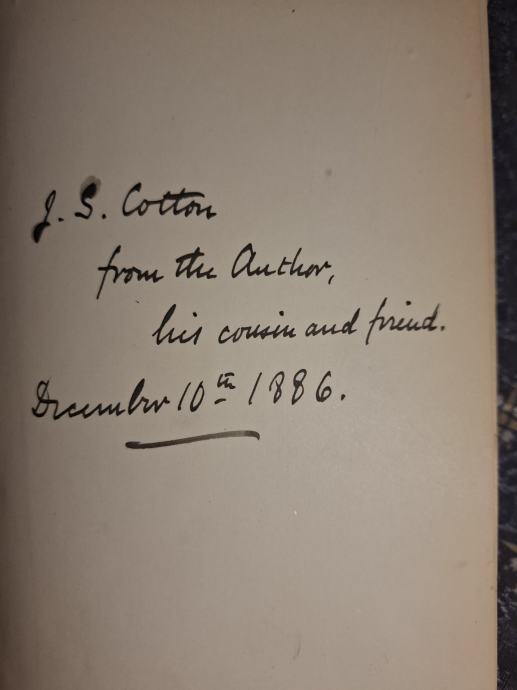 J. S. Cotton
from the Author,
his cousin and friend.
December 10th 1886.